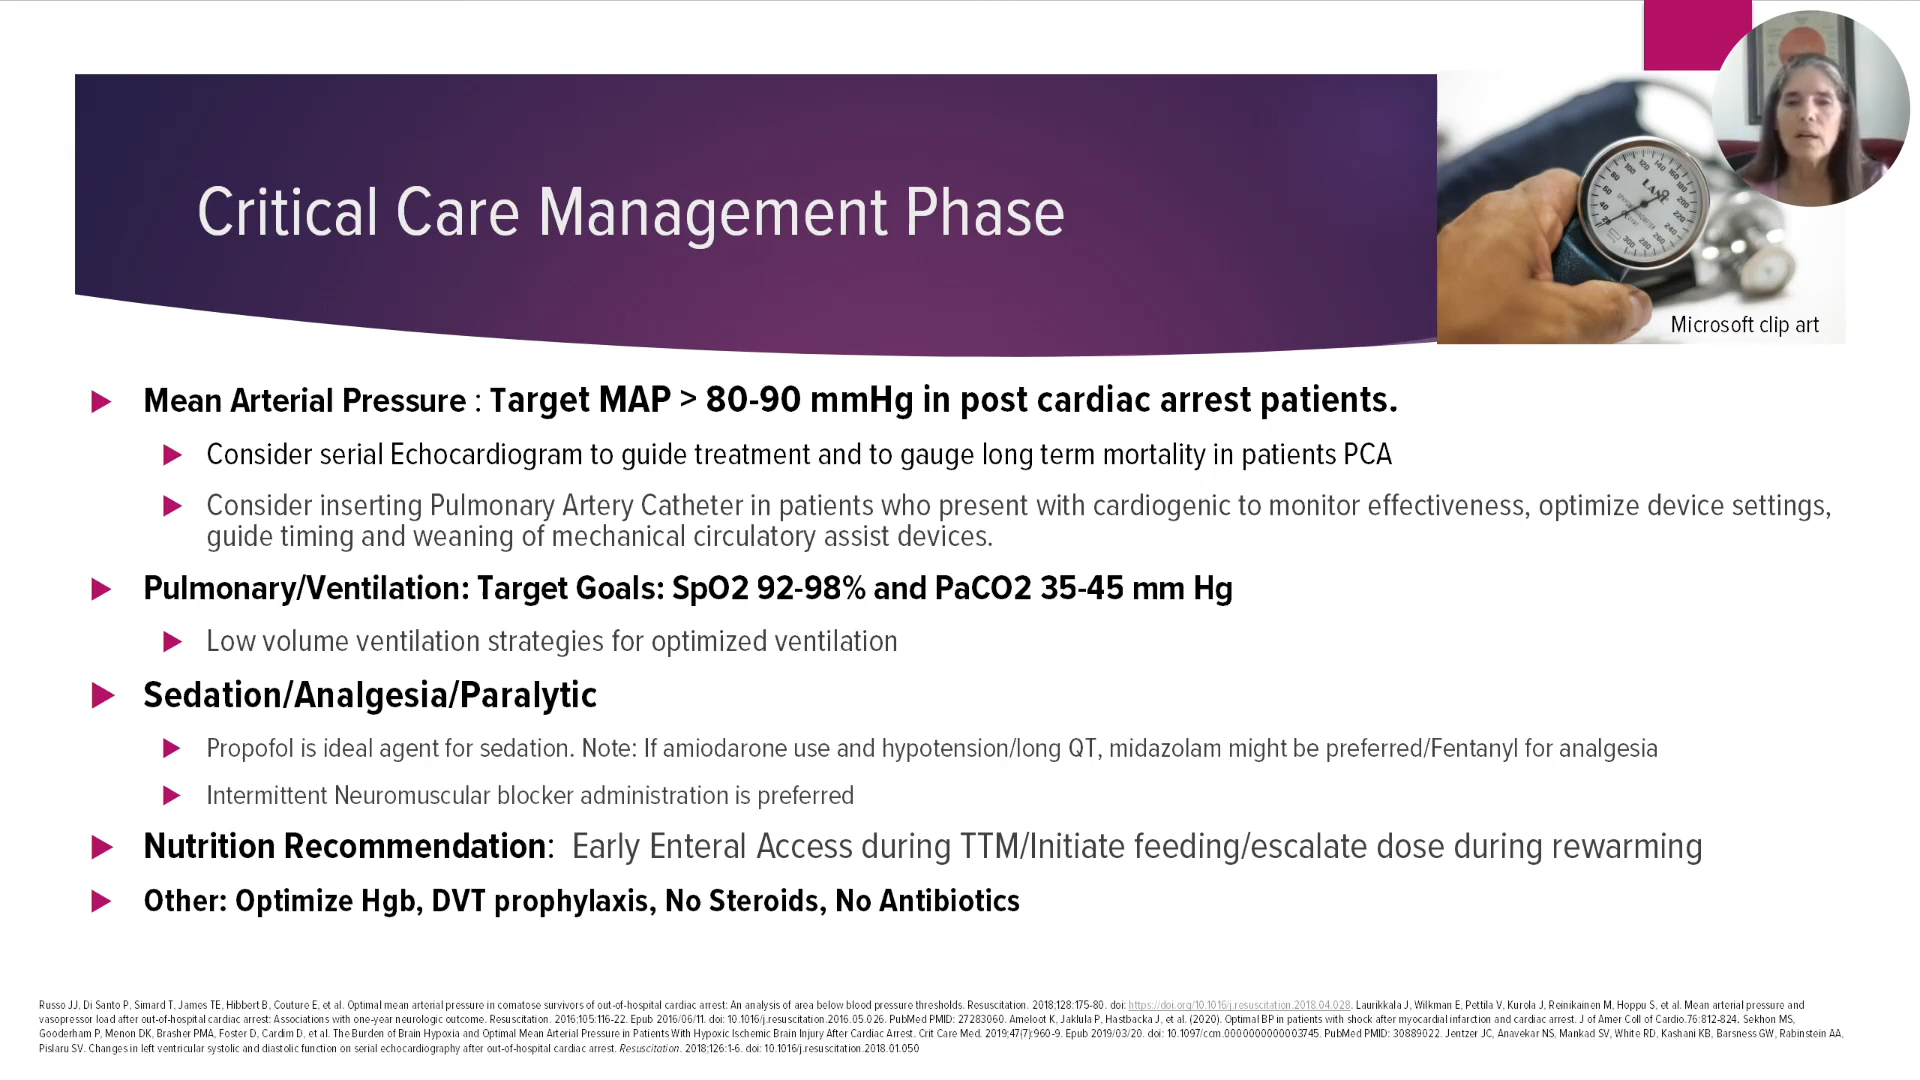 Critical Care Management Phase
Microsoft clip art
Mean Arterial Pressure : Target MAP > 80-90 mmHg in post cardiac arrest patients.
Consider serial Echocardiogram to guide treatment and to gauge long term mortality in patients PCA
Consider inserting Pulmonary Artery Catheter in patients who present with cardiogenic to monitor effectiveness, optimize device settings,
guide timing and weaning of mechanical circulatory assist devices.
Pulmonary/Ventilation: Target Goals: SpO2 92-98% and PaCO2 35-45 mm Hg
Low volume ventilation strategies for optimized ventilation
Sedation/Analgesia/Paralytic
Propofol is ideal agent for sedation. Note: If amiodarone use and hypotension/long QT, midazolam might be preferred/Fentanyl for analgesia
Intermittent Neuromuscular blocker administration is preferred
Nutrition Recommendation: Early Enteral Access during TTM/Initiate feeding/escalate dose during rewarming
Other: Optimize Hgb, DVT prophylaxis, No Steroids, No Antibiotics
Russo JJ, Di Santo P, Simard T, James TE, Hibbert B, Couture E, et al. Optimal mean arterial pressure in comatose survivors of out-of-hospital cardiac arrest: An analysis of area below blood pressure thresholds. Resuscitation. 2018;128:175-80. doi: https://doi.org/10.1016/j.resuscitation.2018.04.028. Laurikkala J, Wilkman E, Pettila V, Kurola J, Reinikainen M, Hoppu S, et al. Mean arterial pressure and
vasopressor load after out-of-hospital cardiac arrest: Associations with one-year neurologic outcome. Resuscitation. 2016;105:116-22. Epub 2016/06/11. doi: 10.1016/j.resuscitation.2016.05.026. PubMed PMID: 27283060. Ameloot K, Jaklula P, Hastbacka J, et al. (2020). Optimal BP in patients with shock after myocardial infarction and cardiac arrest. J of Amer Coll of Cardio.76:812-824. Sekhon MS,
Gooderham P, Menon DK, Brasher PMA, Foster D, Cardim D, et al. The Burden of Brain Hypoxia and Optimal Mean Arterial Pressure in Patients With Hypoxic Ischemic Brain Injury After Cardiac Arrest. Crit Care Med. 2019;47(7):960-9. Epub 2019/03/20. doi: 10.1097/ccm.0000000000003745. PubMed PMID: 30889022. Jentzer JC, Anavekar NS, Mankad SV, White RD, Kashani KB, Barsness GW, Rabinstein AA,
Pislaru SV. Changes in left ventricular systolic and diastolic function on serial echocardiography after out-of-hospital cardiac arrest. Resuscitation. 2018;126:1-6. doi: 10.1016/j.resuscitation.2018.01.050